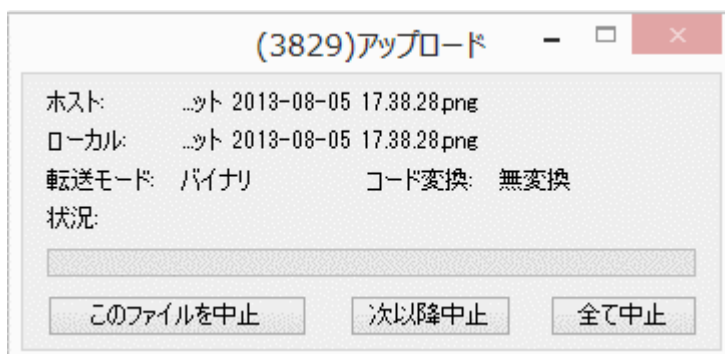 (3829)アップロード
ホスト: ...ット 2013-08-05 17.38.28.png
ローカル: ...ット 2013-08-05 17.38.28.png
転送モード: バイナリ コード変換: 無変換
状況:
このファイルを中止 次以降中止 全て中止